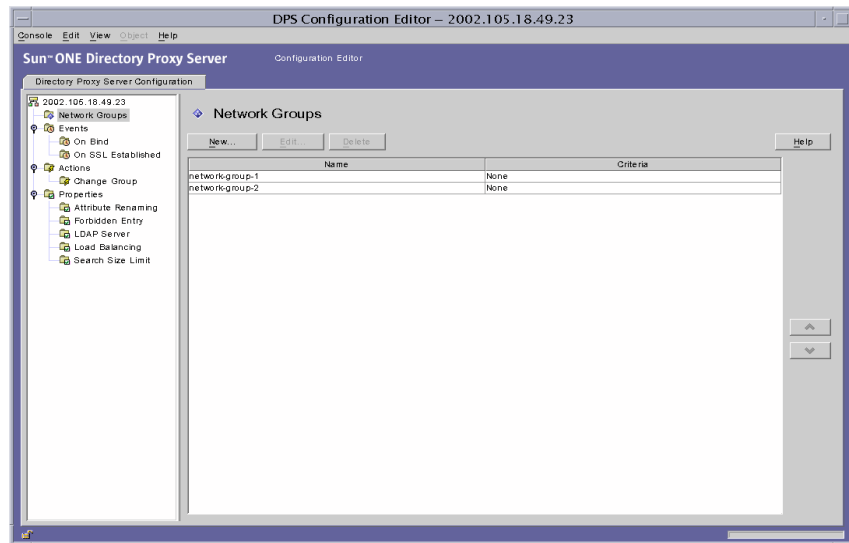 DPS Configuration Editor – 2002.105.18.49.23
Console Edit View Object Help
Sun™ ONE Directory Proxy Server Configuration Editor
Directory Proxy Server Configuration
2002.105.18.49.23
Network Groups
Events
On Bind
On SSL Established
Actions
Change Group
Properties
Attribute Renaming
Forbidden Entry
LDAP Server
Load Balancing
Search Size Limit
Network Groups
New... Edit... Delete Help
Name Criteria
network-group-1 None
network-group-2 None